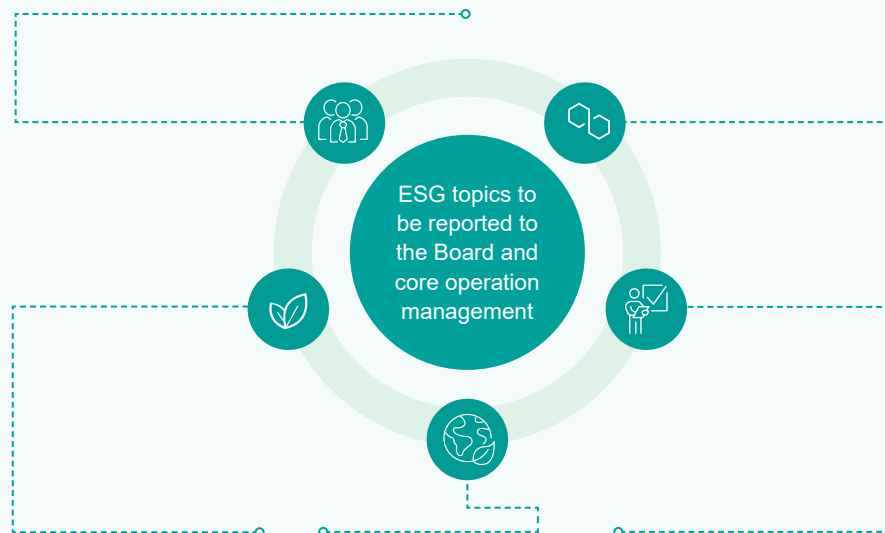 ESG topics to
be reported to
the Board and
core operation
management